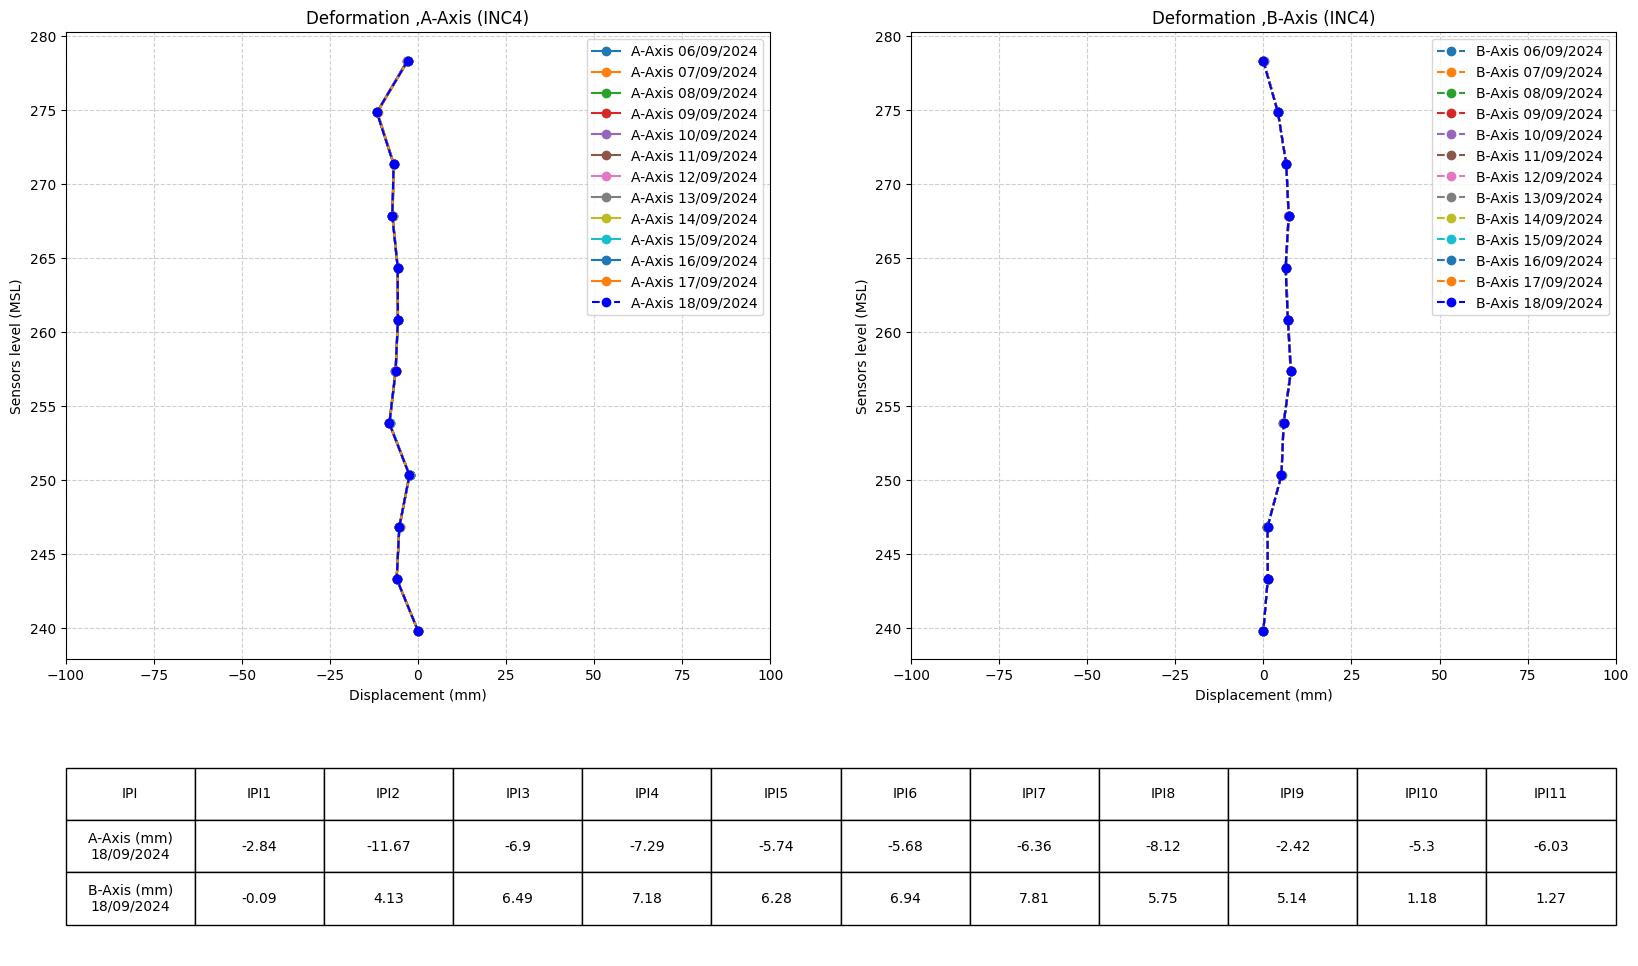 Deformation ,A-Axis (INC4)
280
275
270
265
260
255
250
245
240
Sensors level (MSL)
−100
−75
−50
−25
0
25
50
75
100
Displacement (mm)
A-Axis 06/09/2024
A-Axis 07/09/2024
A-Axis 08/09/2024
A-Axis 09/09/2024
A-Axis 10/09/2024
A-Axis 11/09/2024
A-Axis 12/09/2024
A-Axis 13/09/2024
A-Axis 14/09/2024
A-Axis 15/09/2024
A-Axis 16/09/2024
A-Axis 17/09/2024
A-Axis 18/09/2024
Deformation ,B-Axis (INC4)
280
275
270
265
260
255
250
245
240
Sensors level (MSL)
−100
−75
−50
−25
0
25
50
75
100
Displacement (mm)
B-Axis 06/09/2024
B-Axis 07/09/2024
B-Axis 08/09/2024
B-Axis 09/09/2024
B-Axis 10/09/2024
B-Axis 11/09/2024
B-Axis 12/09/2024
B-Axis 13/09/2024
B-Axis 14/09/2024
B-Axis 15/09/2024
B-Axis 16/09/2024
B-Axis 17/09/2024
B-Axis 18/09/2024
IPI IPI1 IPI2 IPI3 IPI4 IPI5 IPI6 IPI7 IPI8 IPI9 IPI10 IPI11
A-Axis (mm)
18/09/2024 -2.84 -11.67 -6.9 -7.29 -5.74 -5.68 -6.36 -8.12 -2.42 -5.3 -6.03
B-Axis (mm)
18/09/2024 -0.09 4.13 6.49 7.18 6.28 6.94 7.81 5.75 5.14 1.18 1.27